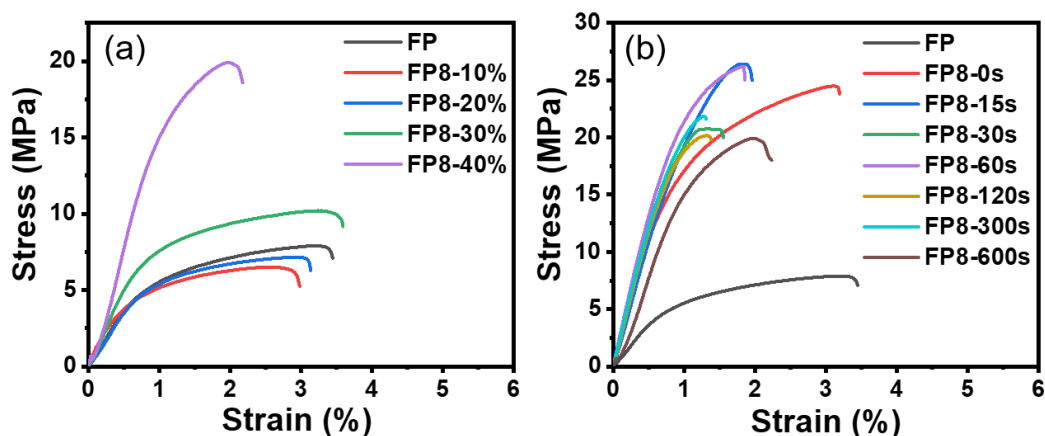 (a)
FP
FP8-10%
FP8-20%
FP8-30%
FP8-40%
Stress (MPa)
20
15
10
5
0
0 1 2 3 4 5 6
Strain (%)
(b)
FP
FP8-0s
FP8-15s
FP8-30s
FP8-60s
FP8-120s
FP8-300s
FP8-600s
Stress (MPa)
30
25
20
15
10
5
0
0 1 2 3 4 5 6
Strain (%)